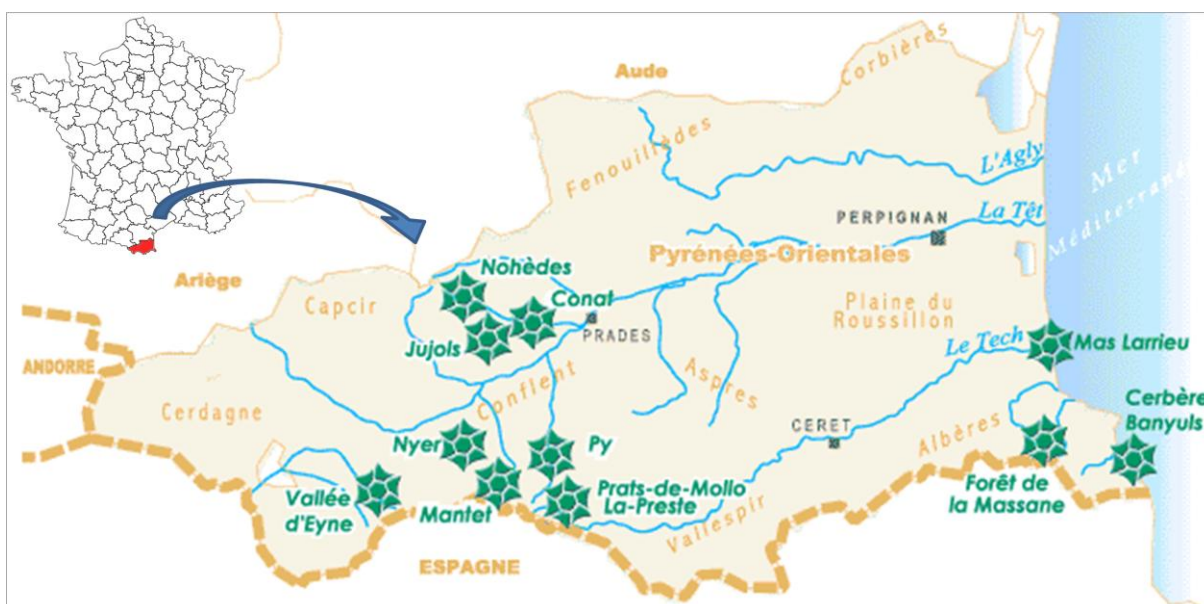 Corbières
Aude
Fenouillèdes
L'Agly
Mer
Méditerrané
PERPIGNAN
La Têt
Pyrénées-Orientales
Ariège
Nohèdes
Capcir
Conat
Plaine du
Roussillon
PRADES
Jujols
Le Tech
Mas Larrieu
ANDORRE
Conflent
Aspres
Cerdagne
Cerbère
Banyuls
CERET
Albères
Nyer
Py
Vallée
d'Eyne
Mantet
Prats-de-Mollo
La-Preste
Forêt de
la Massane
Vallespir
ESPAGNE